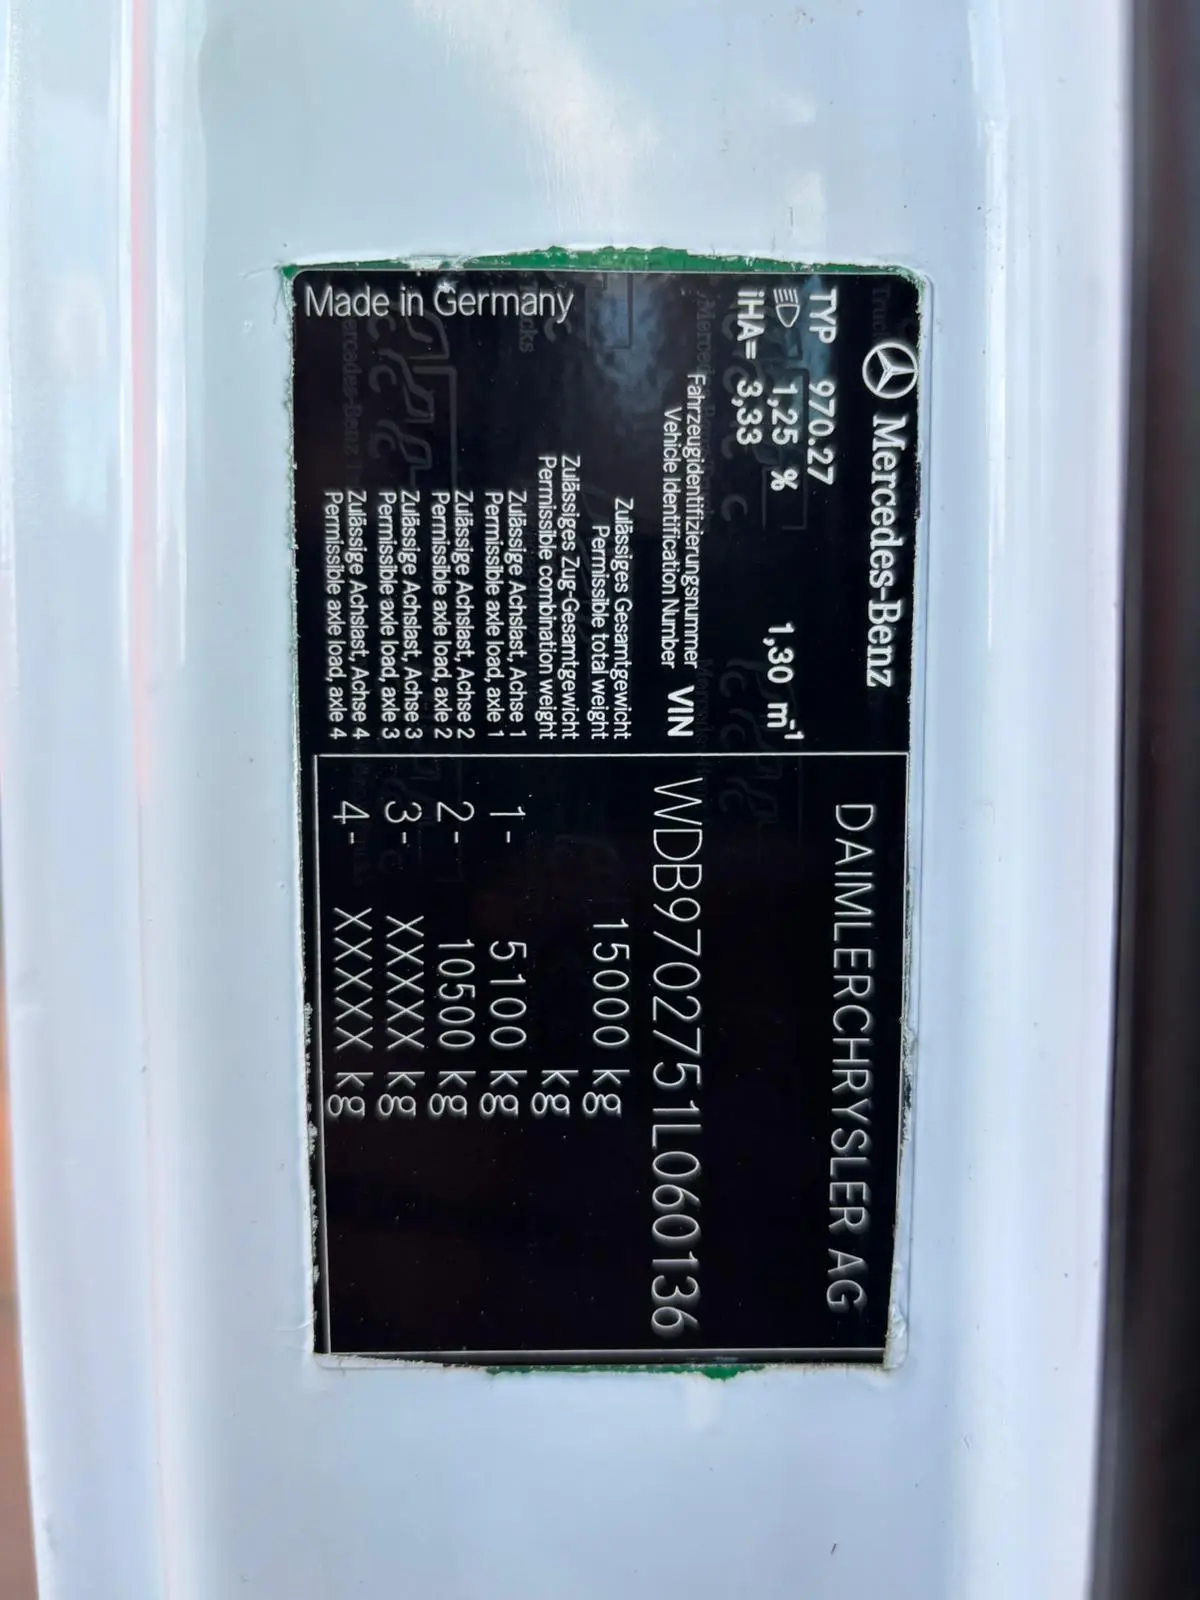 Mercedes-Benz
DAIMLERCHRYSLER AG
TYP 970.27
1,25 % 1,30 m⁻¹
iHA= 3,33
Fahrzeugidentifizierungsnummer
Vehicle Identification Number VIN WDB9702751L060136
Zulässiges Gesamtgewicht
Permissible total weight 15000 kg
Zulässiges Zug-Gesamtgewicht
Permissible combination weight kg
Zulässige Achslast, Achse 1
Permissible axle load, axle 1 1- 5100 kg
Zulässige Achslast, Achse 2
Permissible axle load, axle 2 2- 10500 kg
Zulässige Achslast, Achse 3
Permissible axle load, axle 3 3- XXXXX kg
Zulässige Achslast, Achse 4
Permissible axle load, axle 4 4- XXXXX kg
Made in Germany